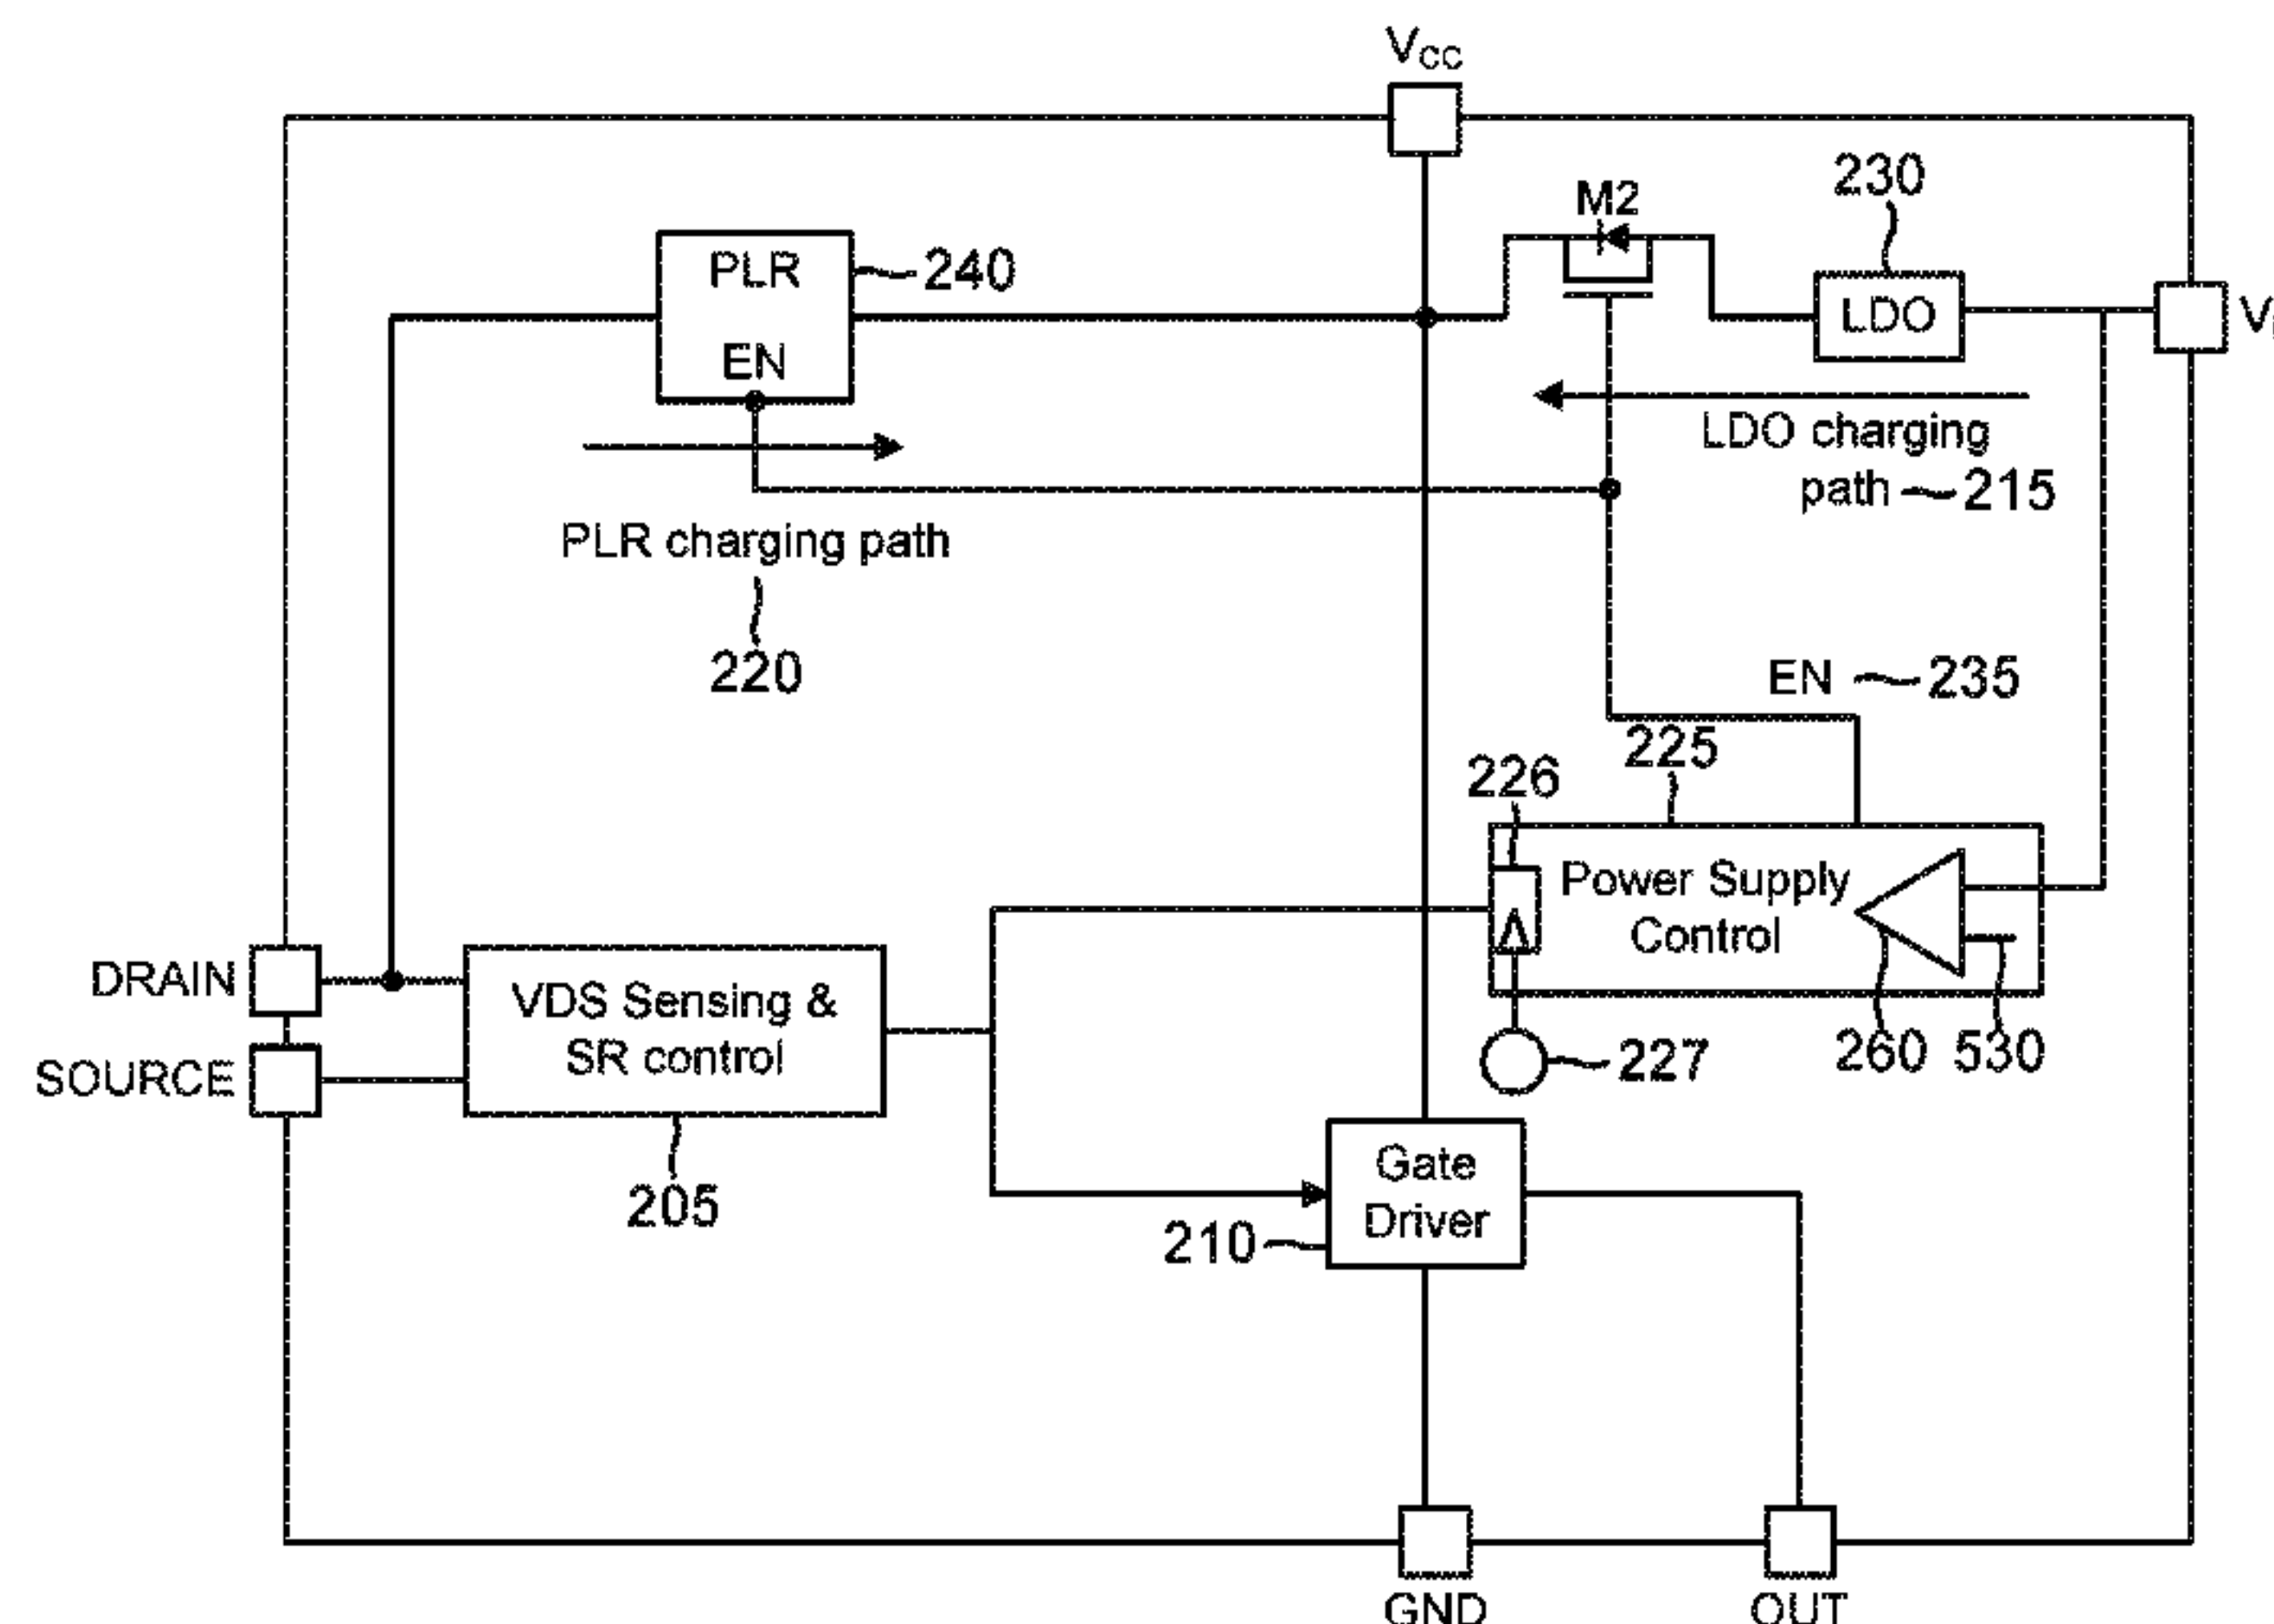 VCC
230
M2
PLR
240
LDO
EN
LDO charging
path
215
PLR charging path
220
EN
235
225
226
Power Supply
Control
DRAIN
VDS Sensing &
SR control
SOURCE
227
260
530
205
Gate
Driver
210
GND
OUT